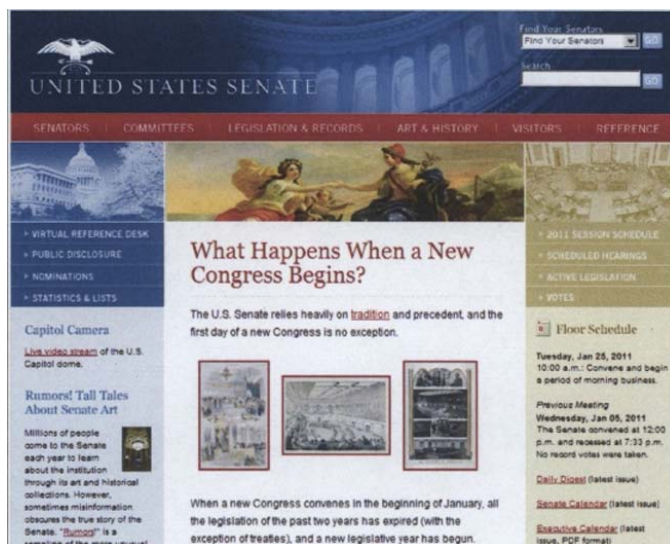 Find Your Senators
Find Your Senators
GO
Search
GO
UNITED STATES SENATE
SENATORS | COMMITTEES | LEGISLATION & RECORDS | ART & HISTORY | VISITORS | REFERENCE
VIRTUAL REFERENCE DESK
PUBLIC DISCLOSURE
NOMINATIONS
STATISTICS & LISTS
Capitol Camera
Live video stream of the U.S.
Capitol dome.
Rumors! Tall Tales
About Senate Art
Millions of people
come to the Senate
each year to learn
about the institution
through its art and historical
collections. However,
sometimes misinformation
obscures the true story of the
Senate. "Rumors!" is a
sampling of the more unusual
What Happens When a New
Congress Begins?
The U.S. Senate relies heavily on tradition and precedent, and the
first day of a new Congress is no exception.
When a new Congress convenes in the beginning of January, all
the legislation of the past two years has expired (with the
exception of treaties), and a new legislative year has begun.
2011 SESSION SCHEDULE
SCHEDULED HEARINGS
ACTIVE LEGISLATION
VOTES
Floor Schedule
Tuesday, Jan 25, 2011
10:00 a.m.: Convene and begin
a period of morning business.
Previous Meeting
Wednesday, Jan 05, 2011
The Senate convened at 12:00
p.m. and recessed at 7:33 p.m.
No record votes were taken.
Daily Digest (latest issue)
Senate Calendar (latest issue)
Executive Calendar (latest
issue, PDF format)